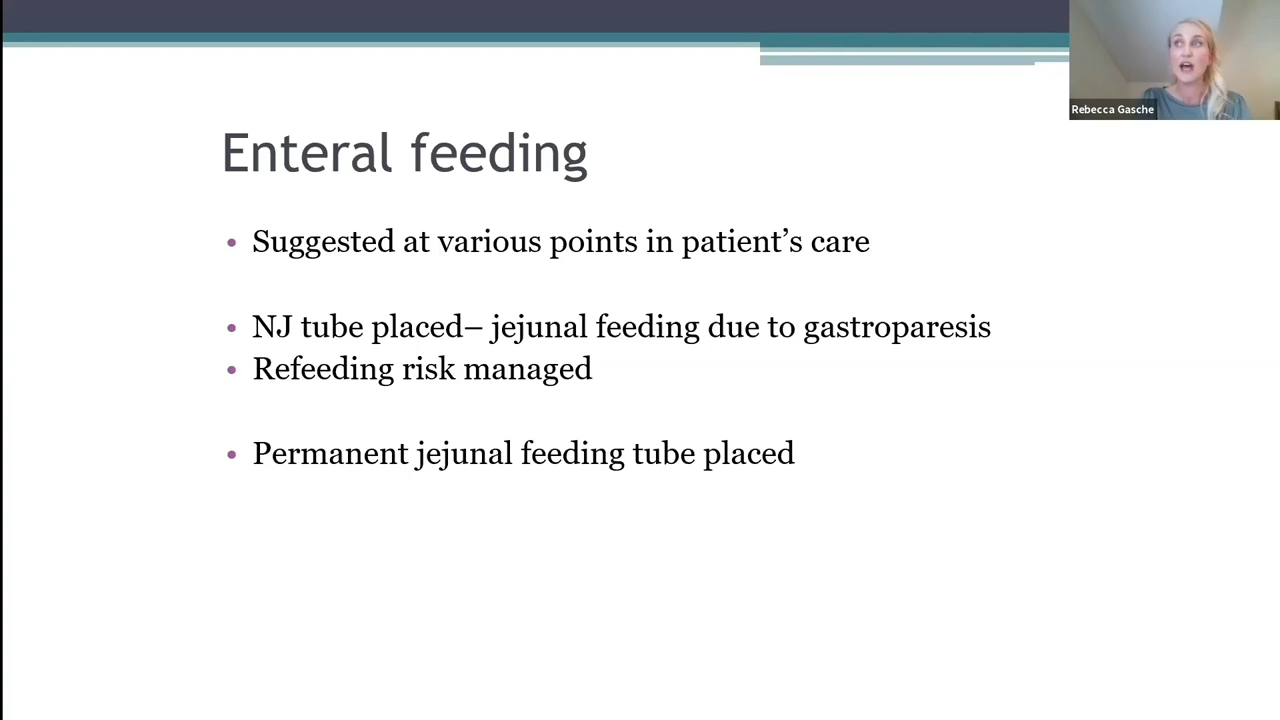 Rebecca Gasche
Enteral feeding
• Suggested at various points in patient’s care
• NJ tube placed– jejunal feeding due to gastroparesis
• Refeeding risk managed
• Permanent jejunal feeding tube placed